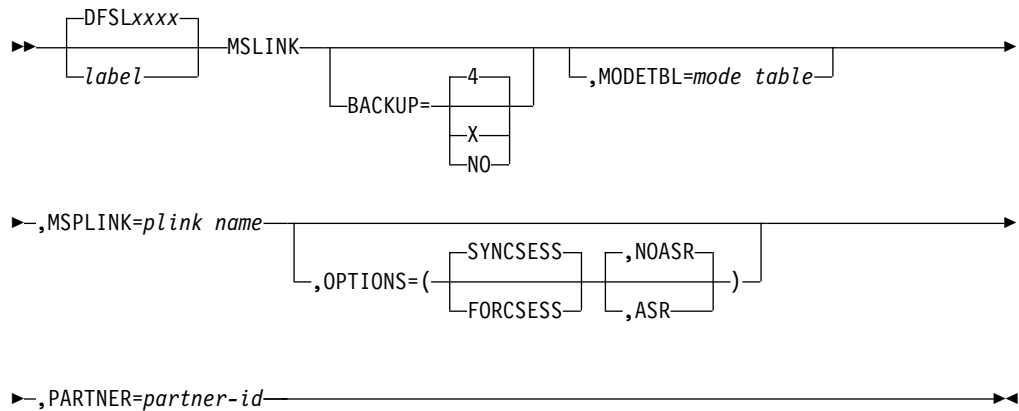 DFSLxxxx
label
MSLINK
BACKUP=
4
X
NO
,MODETBL=mode table
,MSPLINK=plink name
,OPTIONS=(
SYNCSESS
FORCSESS
,NOASR
,ASR
)
,PARTNER=partner-id